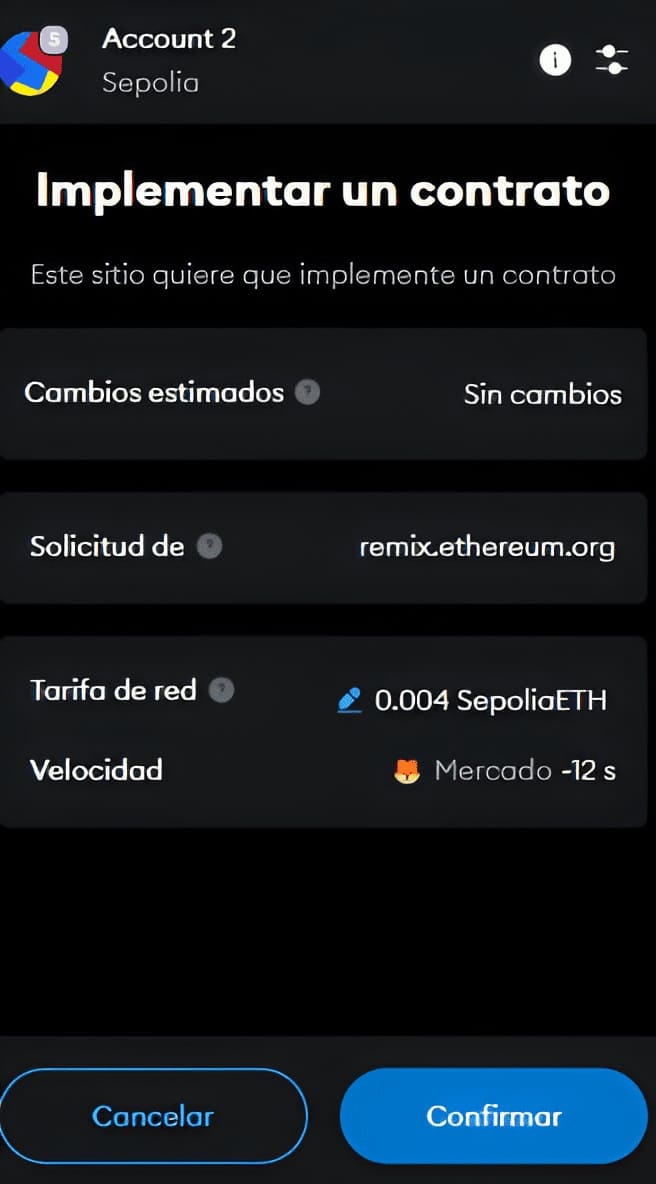 S
Account 2
Sepolia
Implementar un contrato
Este sitio quiere que implemente un contrato
Cambios estimados ? Sin cambios
Solicitud de ? remix.ethereum.org
Tarifa de red ? 0.004 SepoliaETH
Velocidad Mercado ~12 s
Cancelar Confirmar